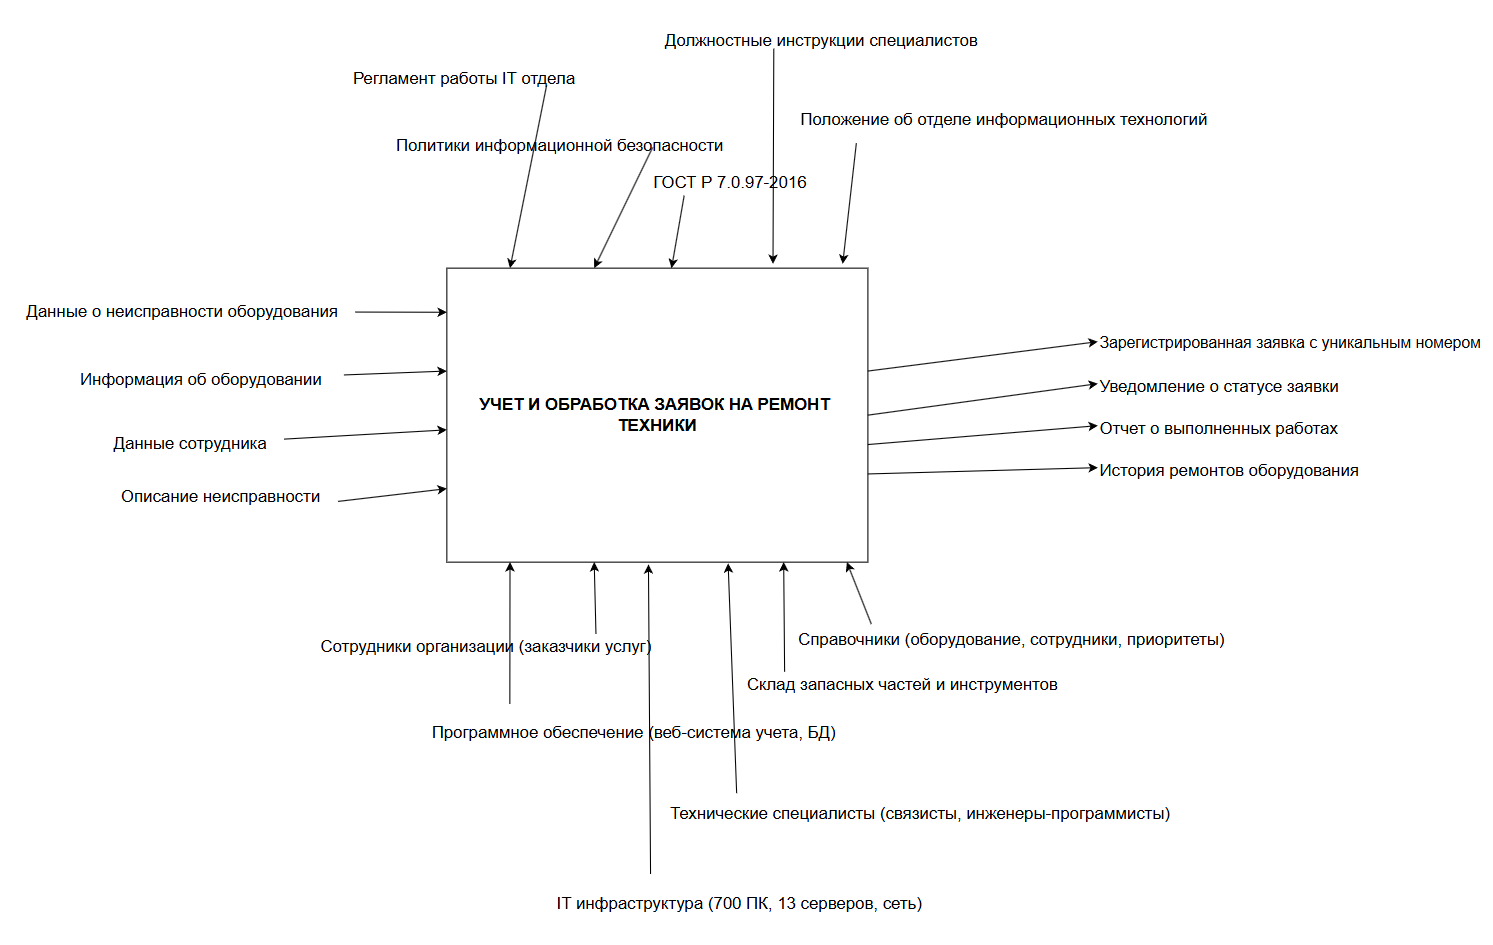 Должностные инструкции специалистов
Регламент работы IT отдела
Положение об отделе информационных технологий
Политики информационной безопасности
ГОСТ Р 7.0.97-2016
Данные о неисправности оборудования
Информация об оборудовании
Данные сотрудника
Описание неисправности
УЧЕТ И ОБРАБОТКА ЗАЯВОК НА РЕМОНТ
ТЕХНИКИ
Зарегистрированная заявка с уникальным номером
Уведомление о статусе заявки
Отчет о выполненных работах
История ремонтов оборудования
Сотрудники организации (заказчики услуг)
Справочники (оборудование, сотрудники, приоритеты)
Склад запасных частей и инструментов
Программное обеспечение (веб-система учета, БД)
Технические специалисты (связисты, инженеры-программисты)
IT инфраструктура (700 ПК, 13 серверов, сеть)